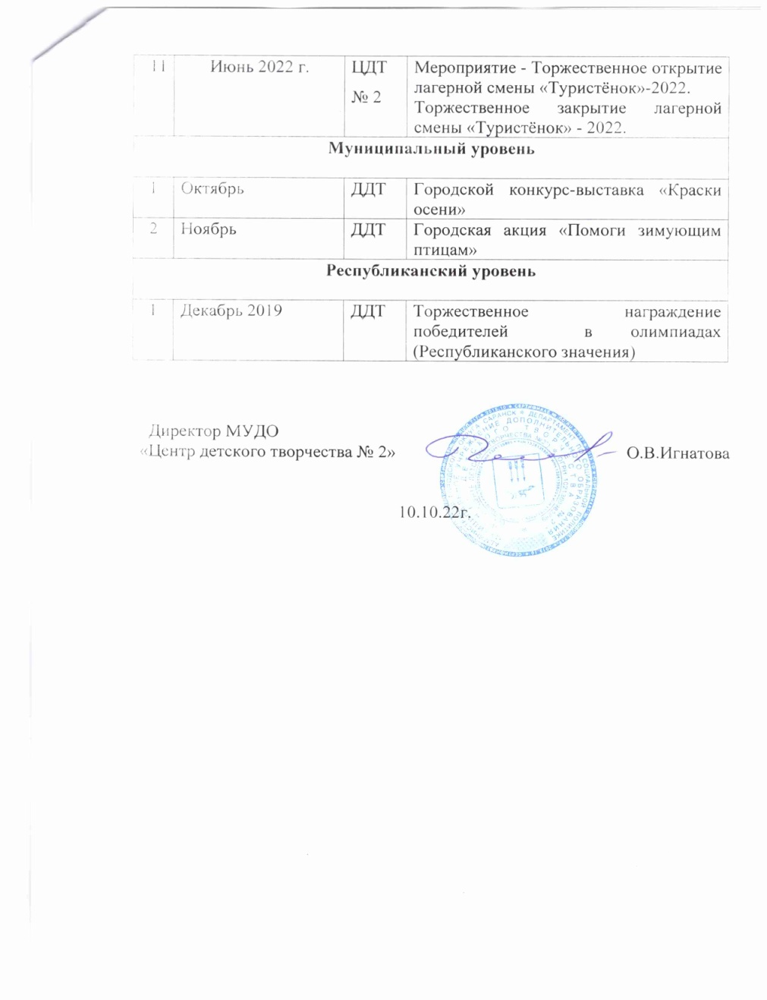 11 Июнь 2022 г. ЦДТ Мероприятие - Торжественное открытие
№ 2 лагерной смены «Туристёнок»-2022.
Торжественное закрытие лагерной
смены «Туристёнок» - 2022.
Муниципальный уровень
1 Октябрь ДДТ Городской конкурс-выставка «Краски
осени»
2 Ноябрь ДДТ Городская акция «Помоги зимующим
птицам»
Республиканский уровень
1 Декабрь 2019 ДДТ Торжественное награждение
победителей в олимпиадах
(Республиканского значения)
Директор МУДО
«Центр детского творчества № 2» О.В.Игнатова
10.10.22г.